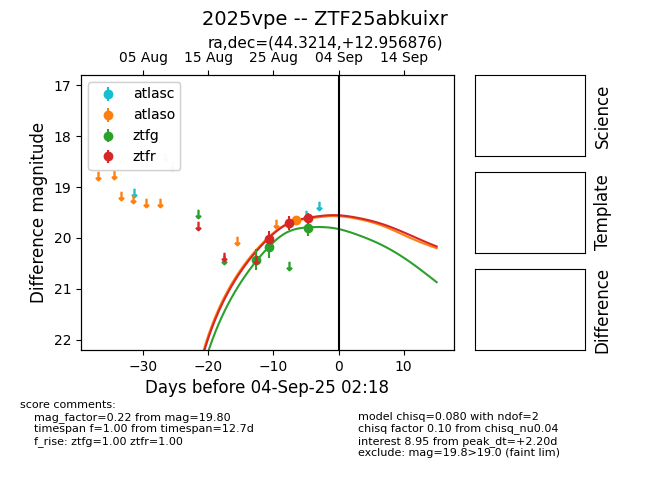 2025vpe -- ZTF25abkuixr
ra,dec=(44.3214,+12.956876)
05 Aug 15 Aug 25 Aug 04 Sep 14 Sep
atlasc
atlaso
ztfg
ztfr
17
18
19
20
21
22
Difference magnitude
−30 −20 −10 0 10
Days before 04-Sep-25 02:18
Science
Template
Difference
score comments:
mag_factor=0.22 from mag=19.80
timespan f=1.00 from timespan=12.7d
f_rise: ztfg=1.00 ztfr=1.00
model chisq=0.080 with ndof=2
chisq factor 0.10 from chisq_nu0.04
interest 8.95 from peak_dt=+2.20d
exclude: mag=19.8>19.0 (faint lim)